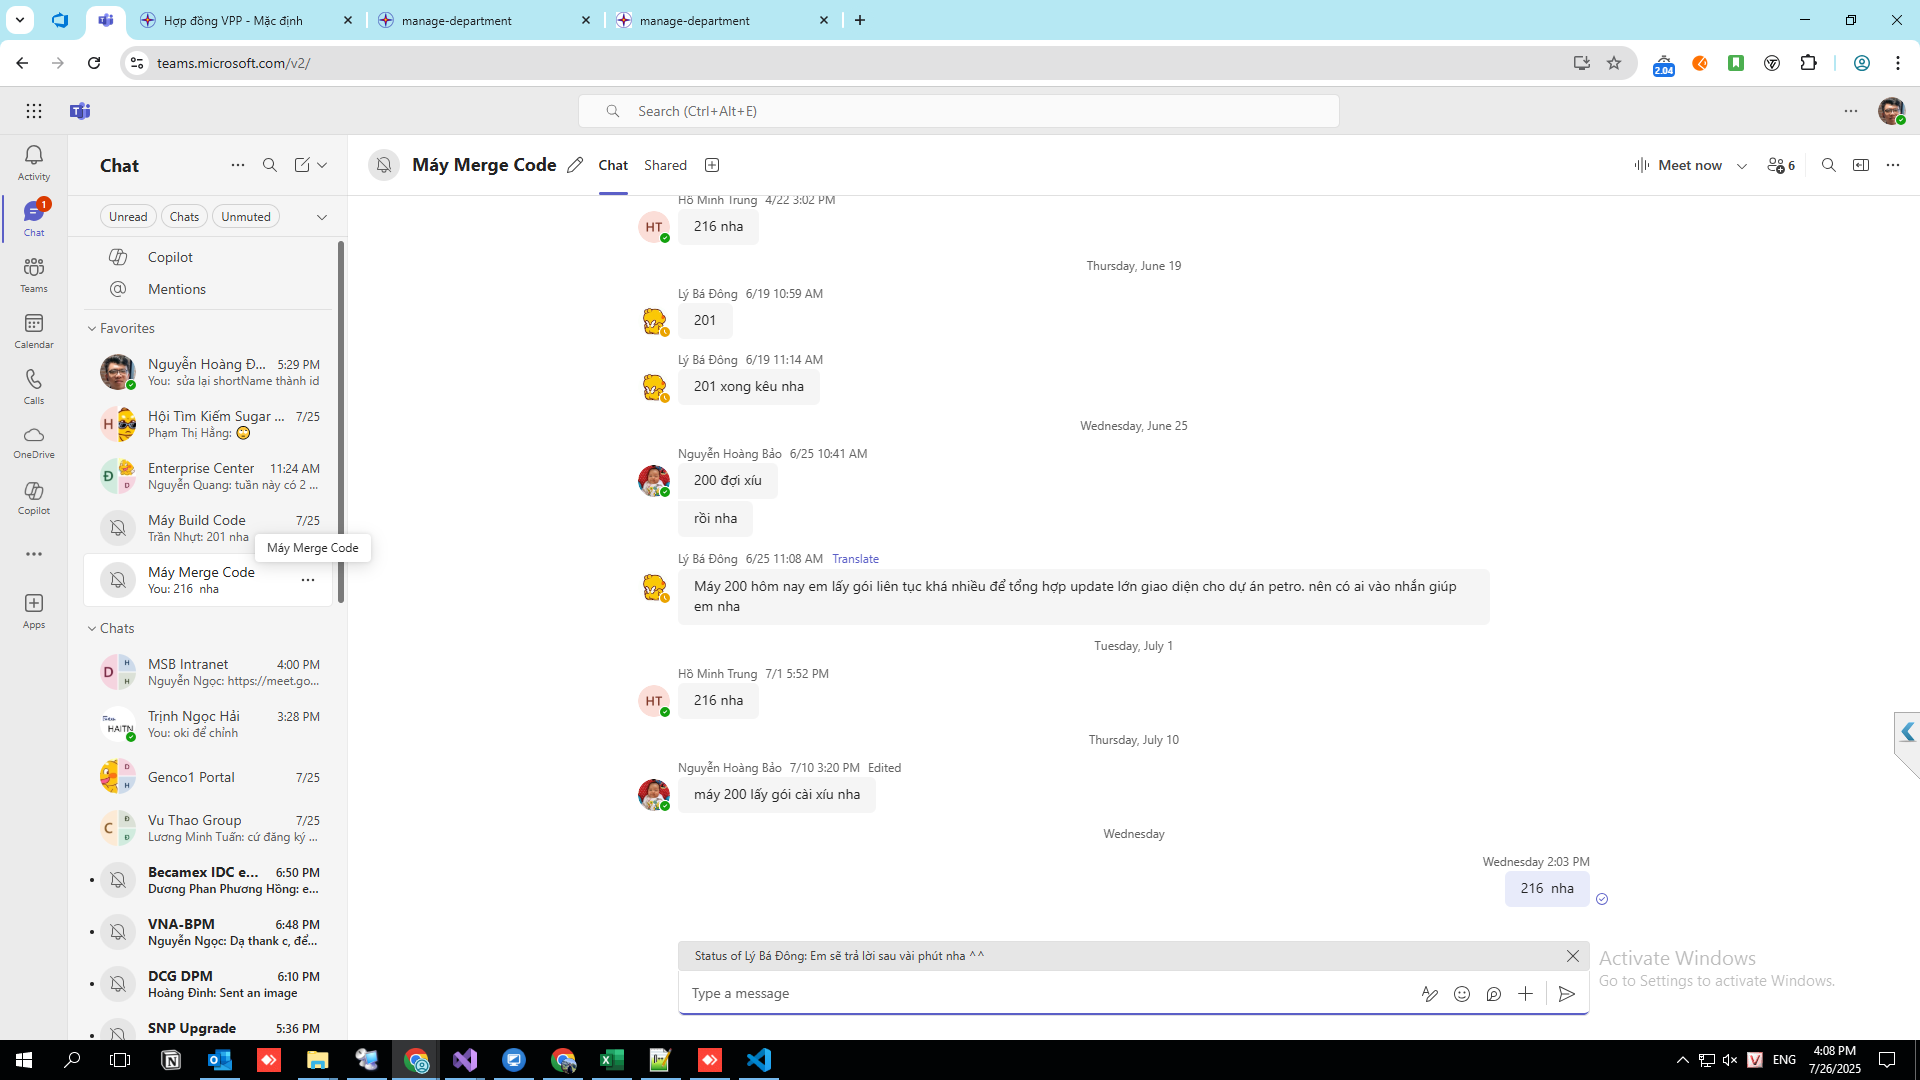 Hợp đồng VPP - Mặc định
manage-department
manage-department
teams.microsoft.com/v2/
2.04
Search (Ctrl+Alt+E)
Activity
1
Chat
Teams
Calendar
Calls
OneDrive
Copilot
Apps
Chat
Unread
Chats
Unmuted
Copilot
Mentions
Favorites
Nguyễn Hoàng Đ... 5:29 PM
You: sửa lại shortName thành id
H
Hội Tìm Kiếm Sugar ... 7/25
Phạm Thị Hằng:
Đ
D
Enterprise Center 11:24 AM
Nguyễn Quang: tuần này có 2 ...
Máy Build Code 7/25
Trần Nhựt: 201 nha
Máy Merge Code
Máy Merge Code
You: 216 nha
Chats
D
H
H
MSB Intranet 4:00 PM
Nguyễn Ngọc: https://meet.go...
HAITN
Trịnh Ngọc Hải 3:28 PM
You: oki để chỉnh
D
H
Genco1 Portal 7/25
C
D
Đ
Vu Thao Group 7/25
Lương Minh Tuấn: cứ đăng ký ...
Becamex IDC e... 6:50 PM
Dương Phan Phương Hồng: e...
VNA-BPM 6:48 PM
Nguyễn Ngọc: Dạ thank c, để...
DCG DPM 6:10 PM
Hoàng Đinh: Sent an image
SNP Upgrade 5:36 PM
Máy Merge Code
Chat
Shared
Meet now
6
Hồ Minh Trung 4/22 3:02 PM
HT
216 nha
Thursday, June 19
Lý Bá Đông 6/19 10:59 AM
201
Lý Bá Đông 6/19 11:14 AM
201 xong kêu nha
Wednesday, June 25
Nguyễn Hoàng Bảo 6/25 10:41 AM
200 đợi xíu
rồi nha
Lý Bá Đông 6/25 11:08 AM Translate
Máy 200 hôm nay em lấy gói liên tục khá nhiều để tổng hợp update lớn giao diện cho dự án petro. nên có ai vào nhắn giúp
em nha
Tuesday, July 1
Hồ Minh Trung 7/1 5:52 PM
HT
216 nha
Thursday, July 10
Nguyễn Hoàng Bảo 7/10 3:20 PM Edited
máy 200 lấy gói cài xíu nha
Wednesday
Wednesday 2:03 PM
216 nha
Status of Lý Bá Đông: Em sẽ trả lời sau vài phút nha ^^
Type a message
Activate Windows
Go to Settings to activate Windows.
V
ENG
4:08 PM
7/26/2025